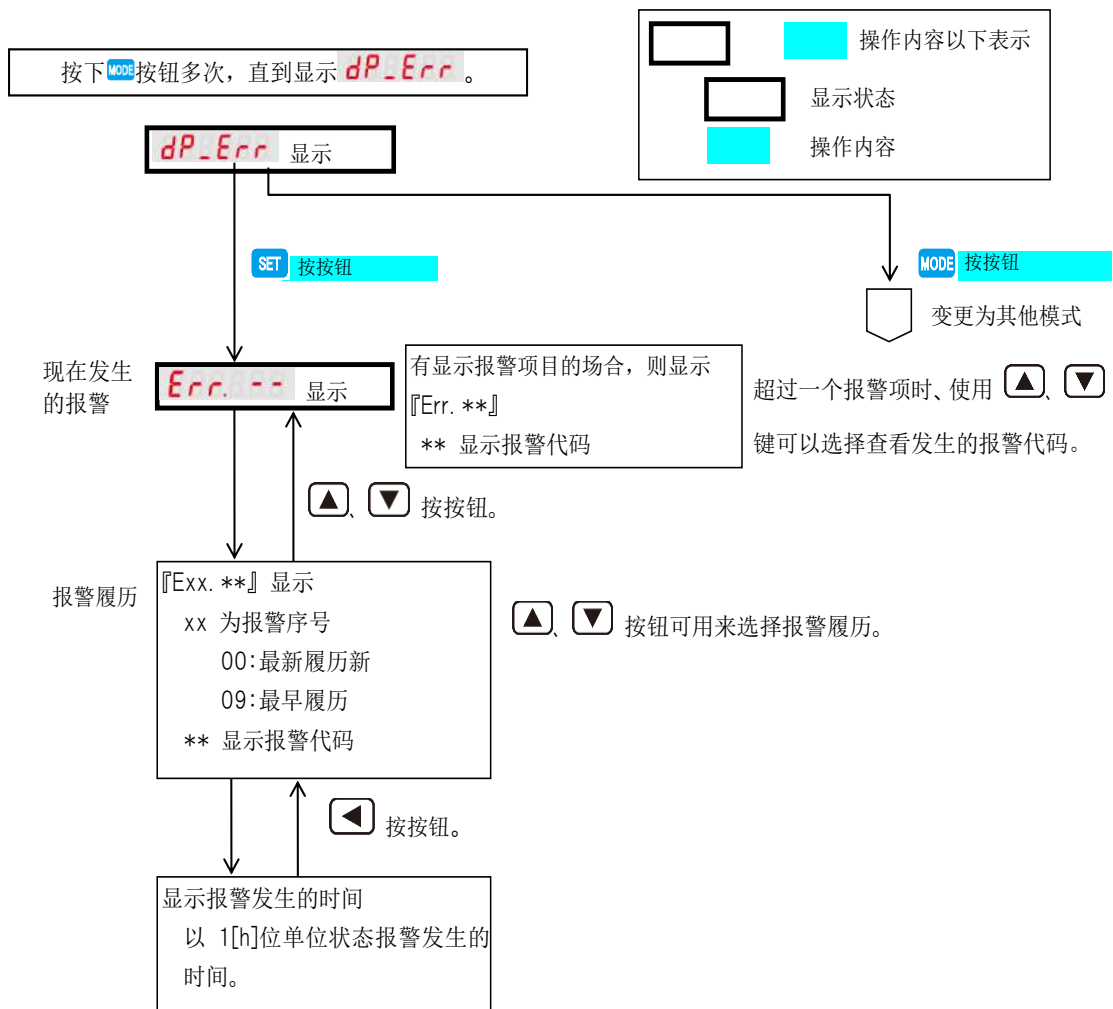 操作内容以下表示
显示状态
操作内容
按下MODE按钮多次，直到显示 dP_Err 。
dP_Err 显示
SET 按按钮
MODE 按按钮
变更为其他模式
现在发生
的报警
Err. -- 显示
有显示报警项目的场合，则显示
『Err.**』
** 显示报警代码
超过一个报警项时、使用 ▲、▼
键可以选择查看发生的报警代码。
▲、▼ 按按钮。
报警履历
『Exx.**』显示
xx 为报警序号
00:最新履历新
09:最早履历
** 显示报警代码
▲、▼ 按钮可用来选择报警履历。
◀ 按按钮。
显示报警发生的时间
以 1[h]位单位状态报警发生的
时间。